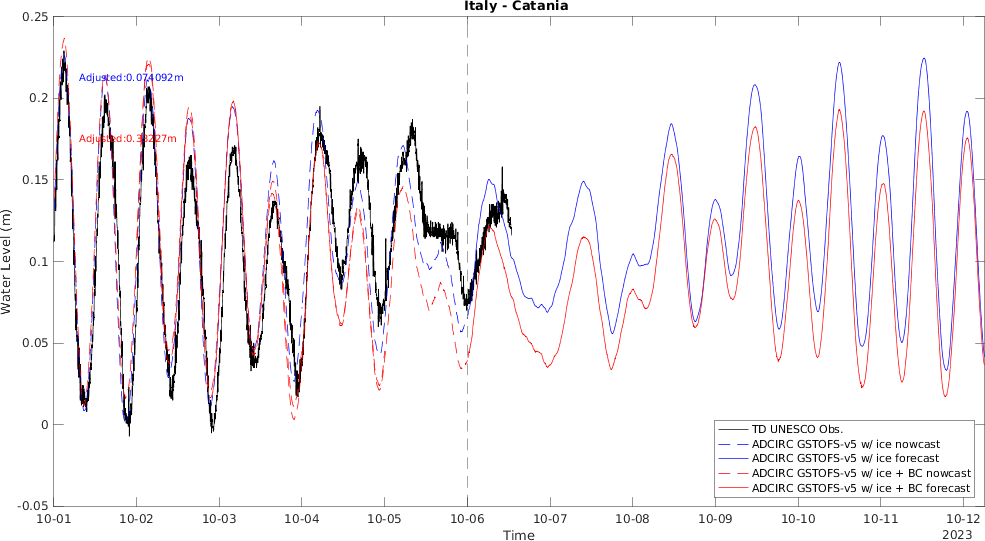 Italy - Catania
0.25
0.2
0.15
0.1
0.05
0
-0.05
Water Level (m)
Adjusted:0.074092m
Adjusted:0.34227m
10-01
10-02
10-03
10-04
10-05
10-06
10-07
10-08
10-09
10-10
10-11
10-12
2023
Time
TD UNESCO Obs.
ADCIRC GSTOFS-v5 w/ ice nowcast
ADCIRC GSTOFS-v5 w/ ice forecast
ADCIRC GSTOFS-v5 w/ ice + BC nowcast
ADCIRC GSTOFS-v5 w/ ice + BC forecast